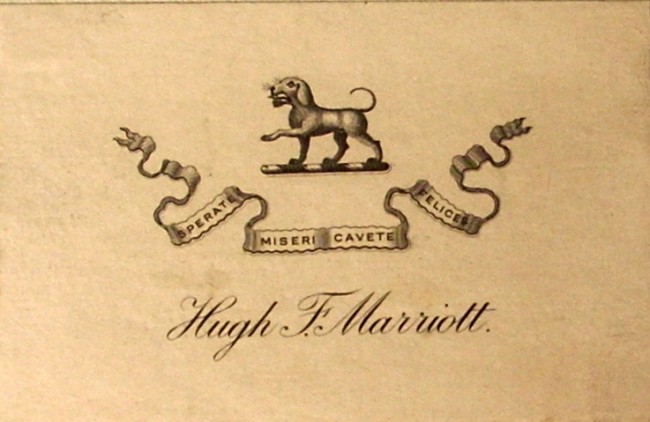 SPERATE MISERI CAVETE FELICES
Hugh F. Marriott.